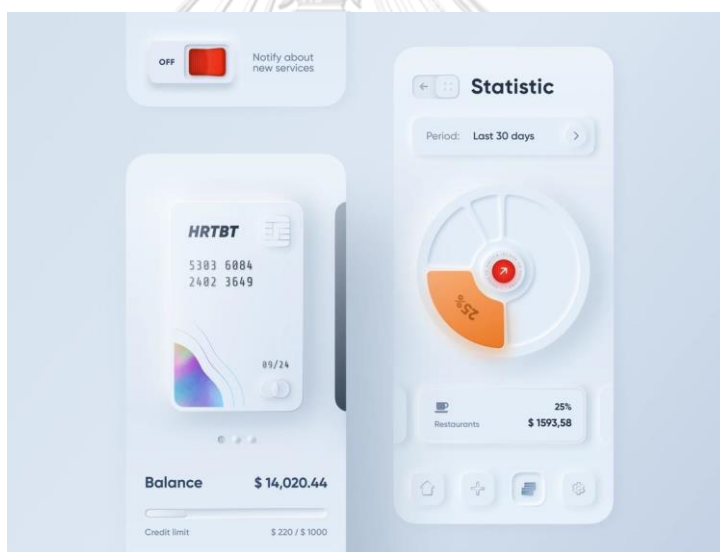 OFF
Notify about
new services
HRTBT
5303 6084
2402 3649
09/24
Balance
$ 14,020.44
Credit limit
$ 220 / $ 1000
Statistic
Period: Last 30 days
25%
Restaurants
25%
$ 1593,58